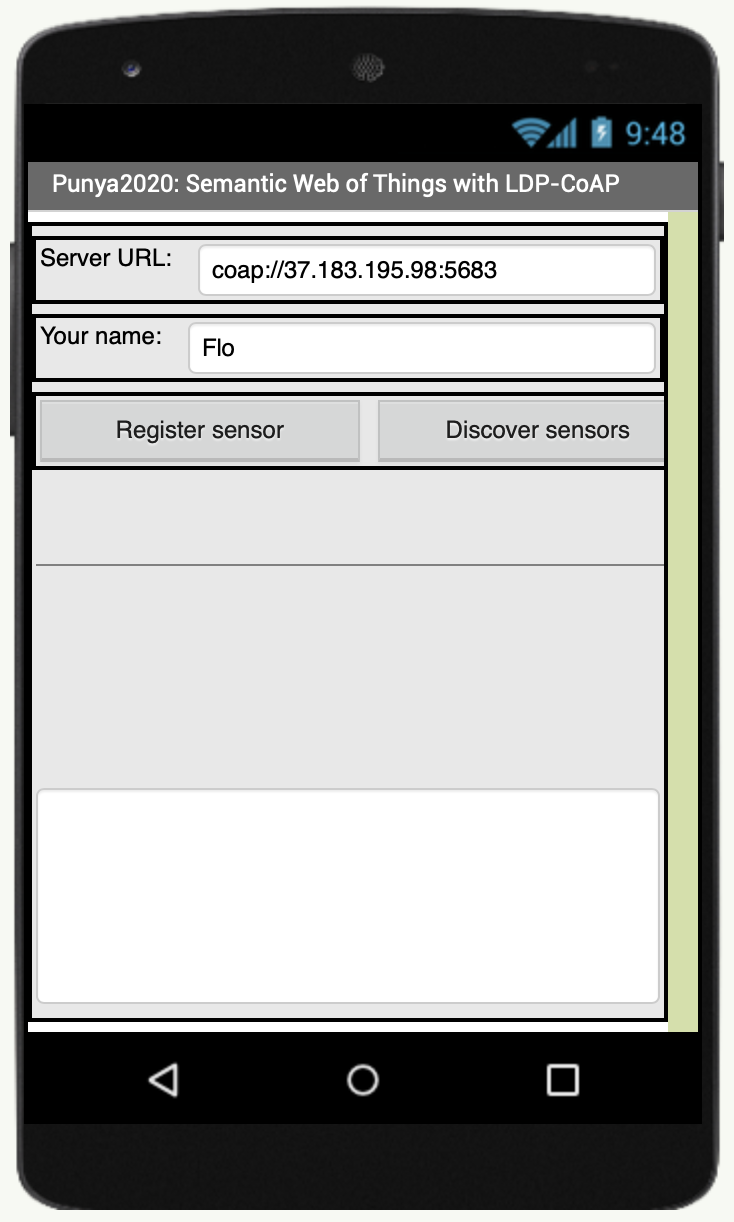 9:48
Punya2020: Semantic Web of Things with LDP-CoAP
Server URL: coap://37.183.195.98:5683
Your name: Flo
Register sensor Discover sensors